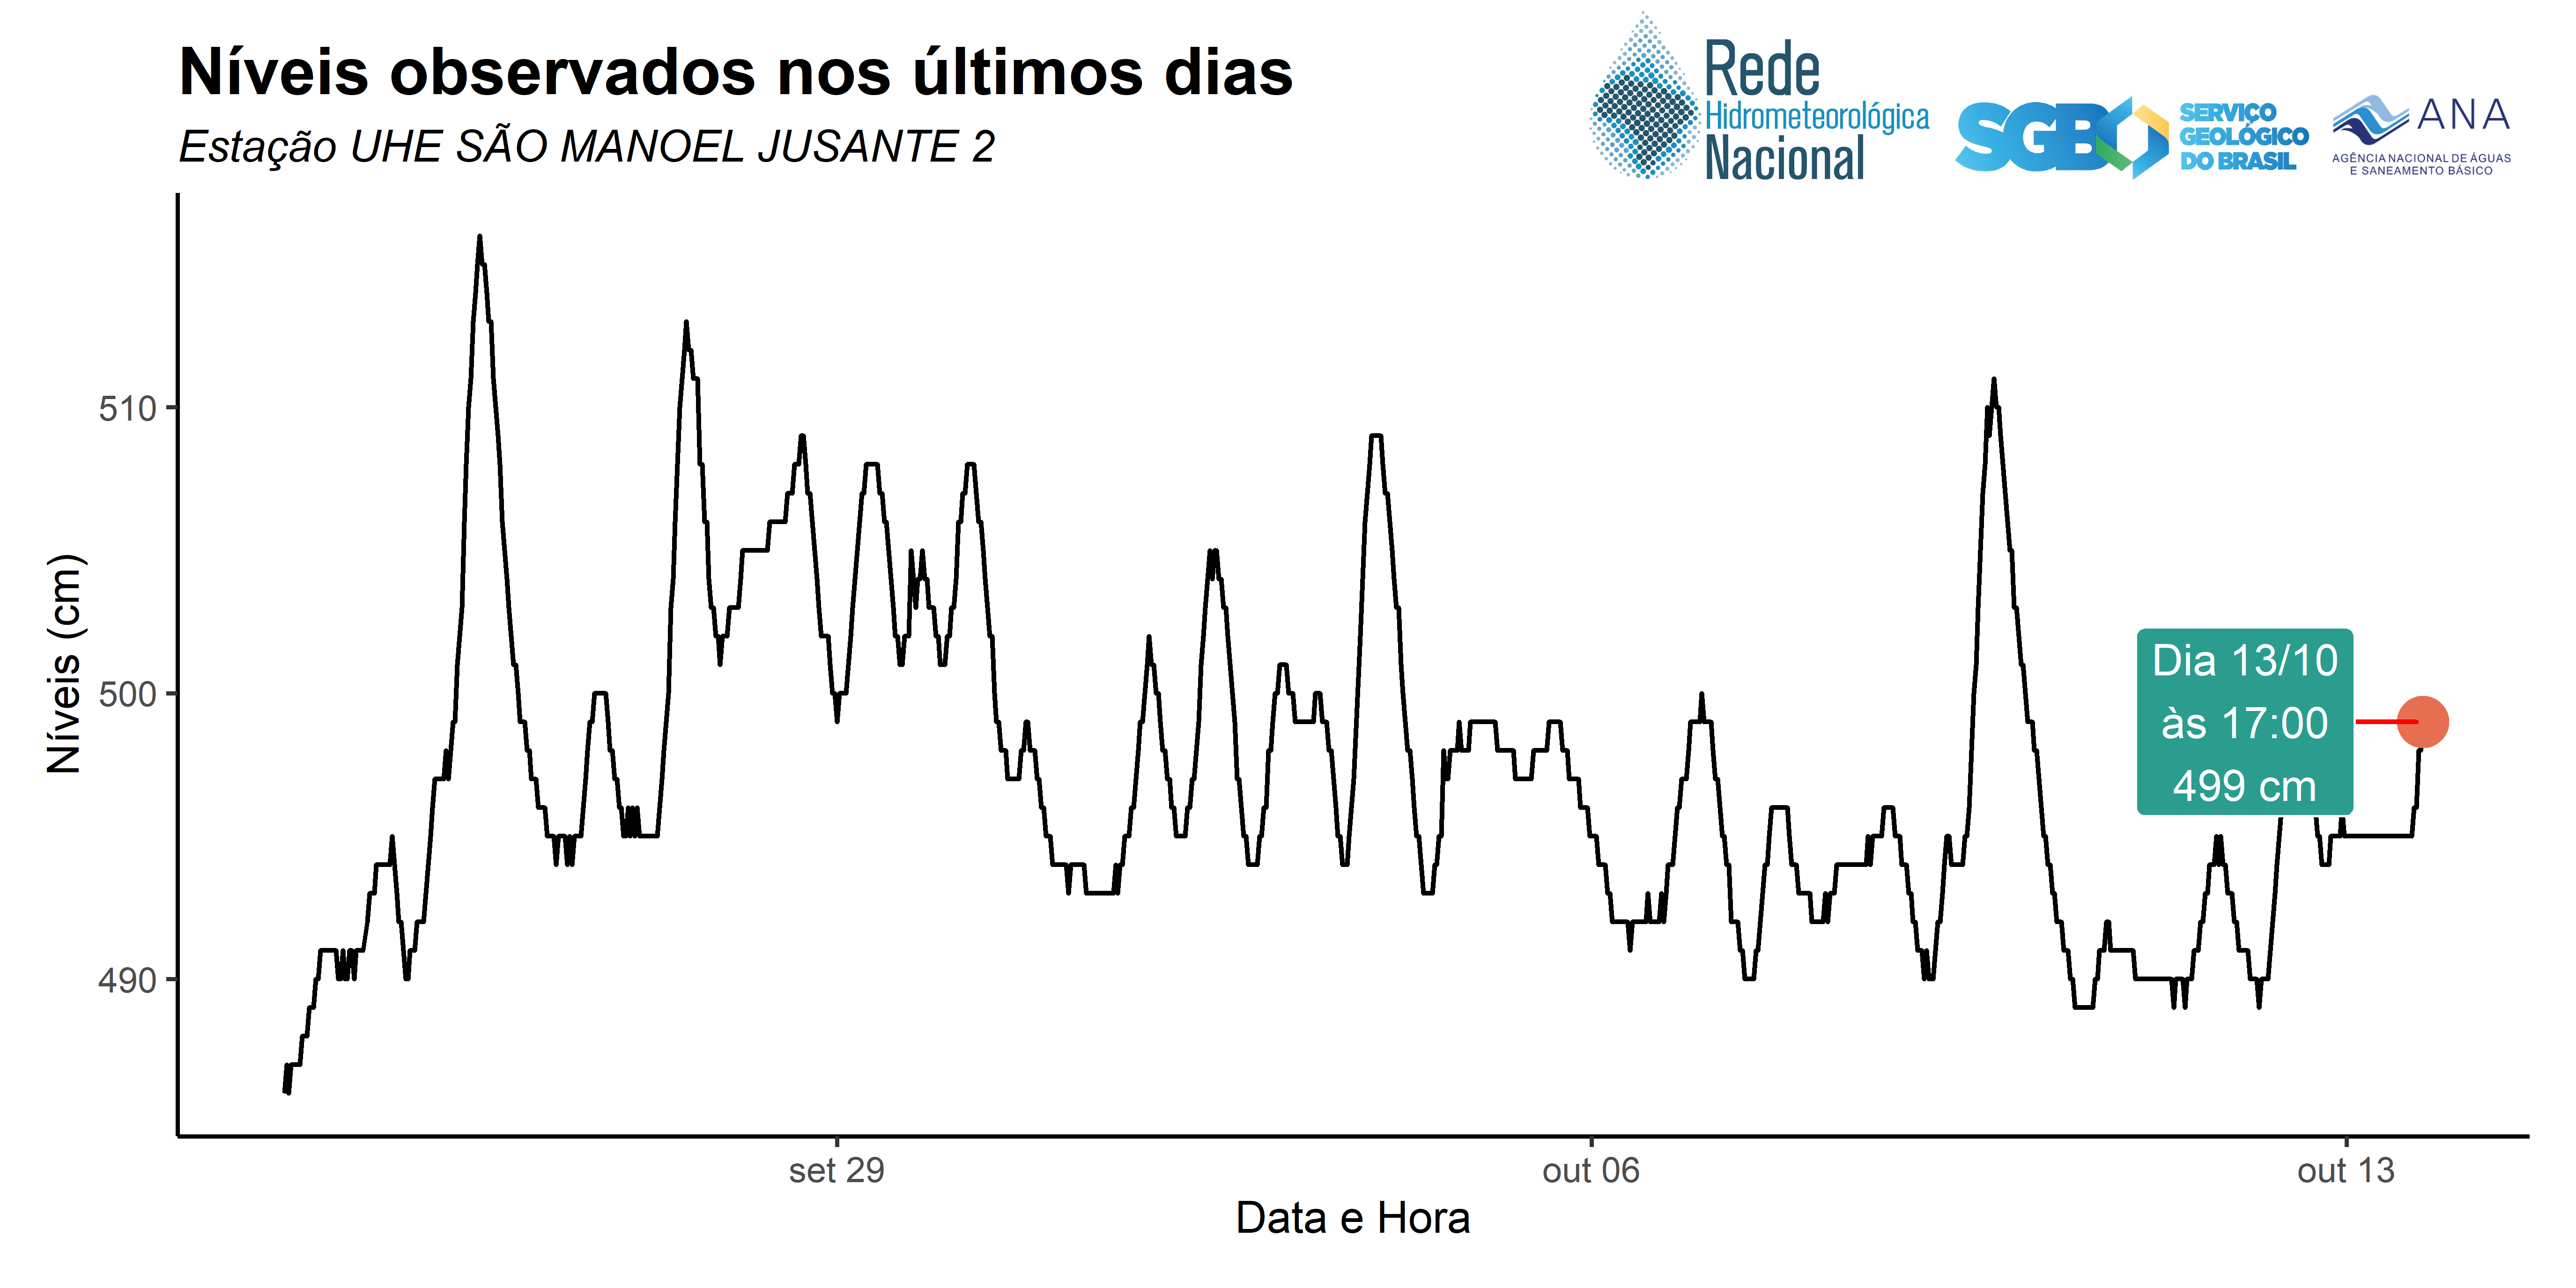 Níveis observados nos últimos dias
Estação UHE SÃO MANOEL JUSANTE 2
Rede
Hidrometeorológica
Nacional
SGB
SERVIÇO
GEOLÓGICO
DO BRASIL
ANA
AGÊNCIA NACIONAL DE ÁGUAS
E SANEAMENTO BÁSICO
Níveis (cm)
510
500
490
Dia 13/10
às 17:00
499 cm
set 29
out 06
out 13
Data e Hora